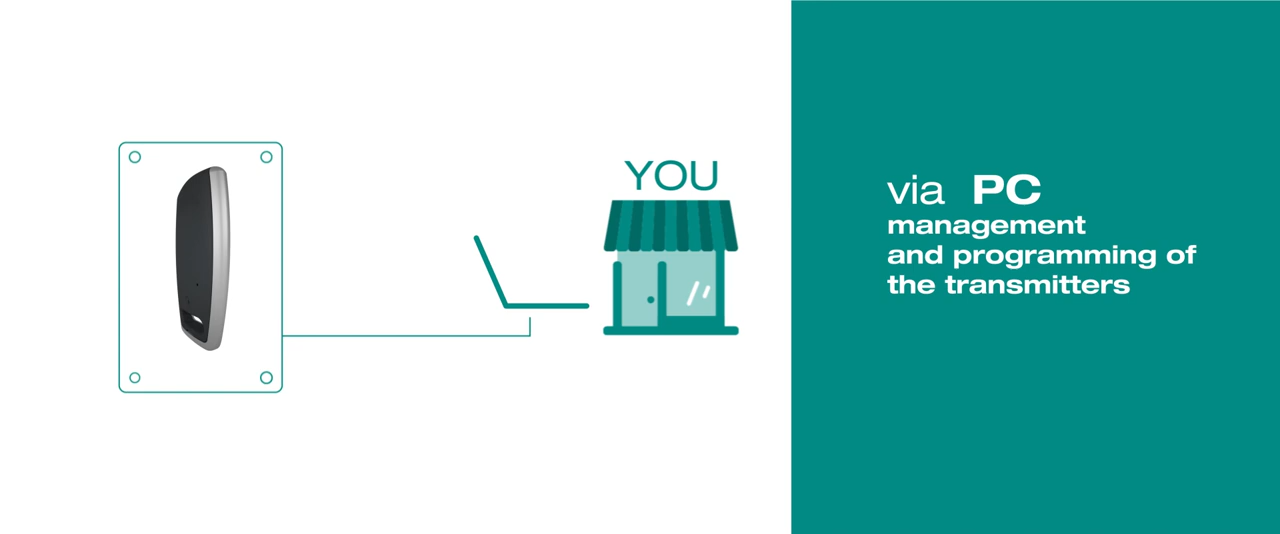 YOU
via PC
management
and programming of
the transmitters